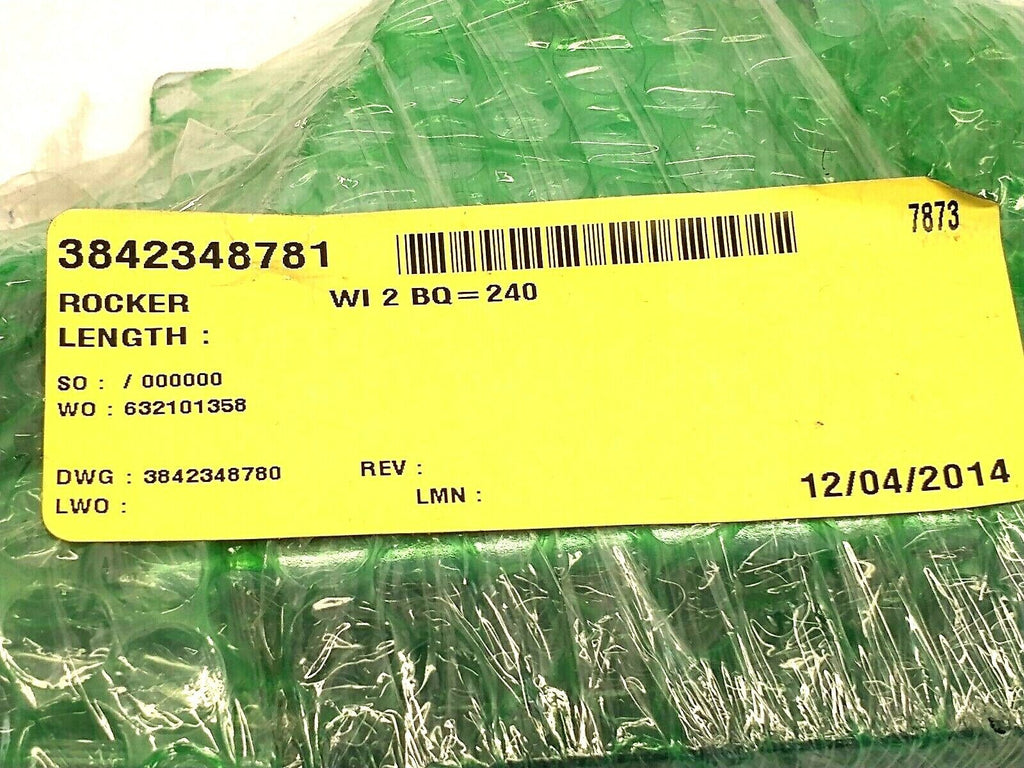 3842348781
7873
ROCKER WI 2 BQ=240
LENGTH :
SO : / 000000
WO : 632101358
DWG : 3842348780 REV :
LWO : LMN : 12/04/2014